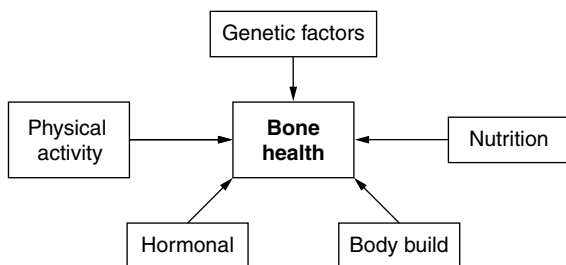 Genetic factors
Physical
activity
Bone
health
Nutrition
Hormonal
Body build